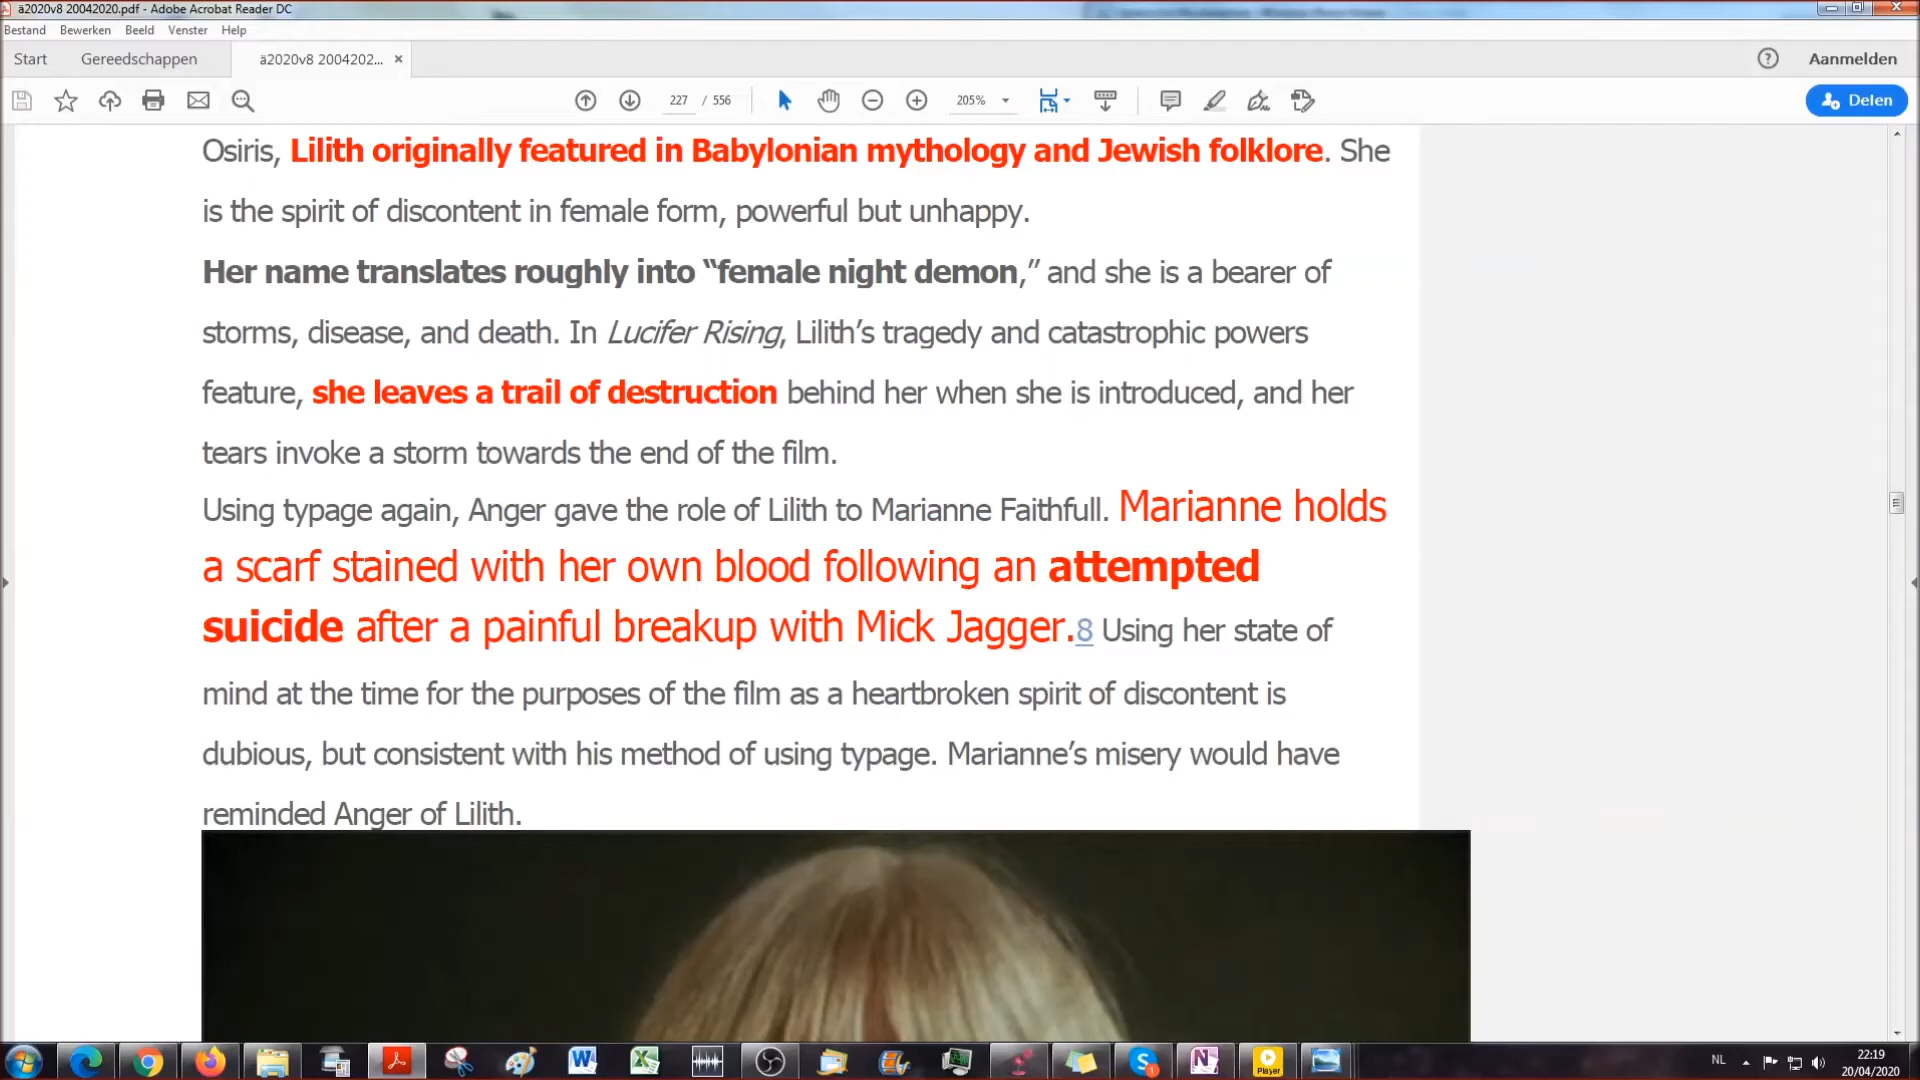 ä2020v8 20042020.pdf - Adobe Acrobat Reader DC
Bestand Bewerken Beeld Venster Help
Start Gereedschappen ä2020v8 2004202... × Aanmelden
227 / 556 205% Delen
Osiris, Lilith originally featured in Babylonian mythology and Jewish folklore. She
is the spirit of discontent in female form, powerful but unhappy.
Her name translates roughly into “female night demon,” and she is a bearer of
storms, disease, and death. In Lucifer Rising, Lilith’s tragedy and catastrophic powers
feature, she leaves a trail of destruction behind her when she is introduced, and her
tears invoke a storm towards the end of the film.
Using typage again, Anger gave the role of Lilith to Marianne Faithfull. Marianne holds
a scarf stained with her own blood following an attempted
suicide after a painful breakup with Mick Jagger.8 Using her state of
mind at the time for the purposes of the film as a heartbroken spirit of discontent is
dubious, but consistent with his method of using typage. Marianne’s misery would have
reminded Anger of Lilith.
Player
NL 22:19
20/04/2020